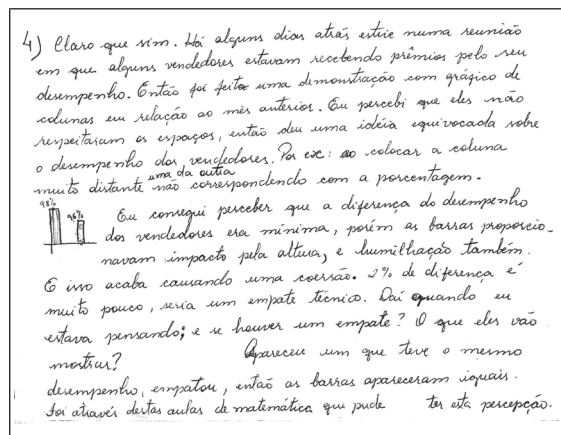 4) Claro que sim. Há alguns dias atrás estive numa reunião
em que alguns vendedores estavam recebendo prêmios pelo seu
desempenho. Então foi feito uma demonstração com gráfico de
colunas em relação ao mês anterior. Eu percebi que eles não
respeitaram os espaços, então deu uma idéia equivocada sobre
o desempenho dos vendedores. Por exc: ao colocar a coluna
muito distante uma da outra não correspondendo com a porcentagem.
98% 96%
Eu consegui perceber que a diferença do desempenho
dos vendedores era mínima, porém as barras proporcio-
navam impacto pela altura, e humilhação também.
E isso acaba causando uma coersão. 2% de diferença é
muito pouco, seria um empate técnico. Daí quando eu
estava pensando; e se houver um empate? O que eles vão
mostrar? Apareceu um que teve o mesmo
desempenho, empatou, então as barras apareceram iguais.
Foi através destas aulas de matemática que pude ter esta percepção.